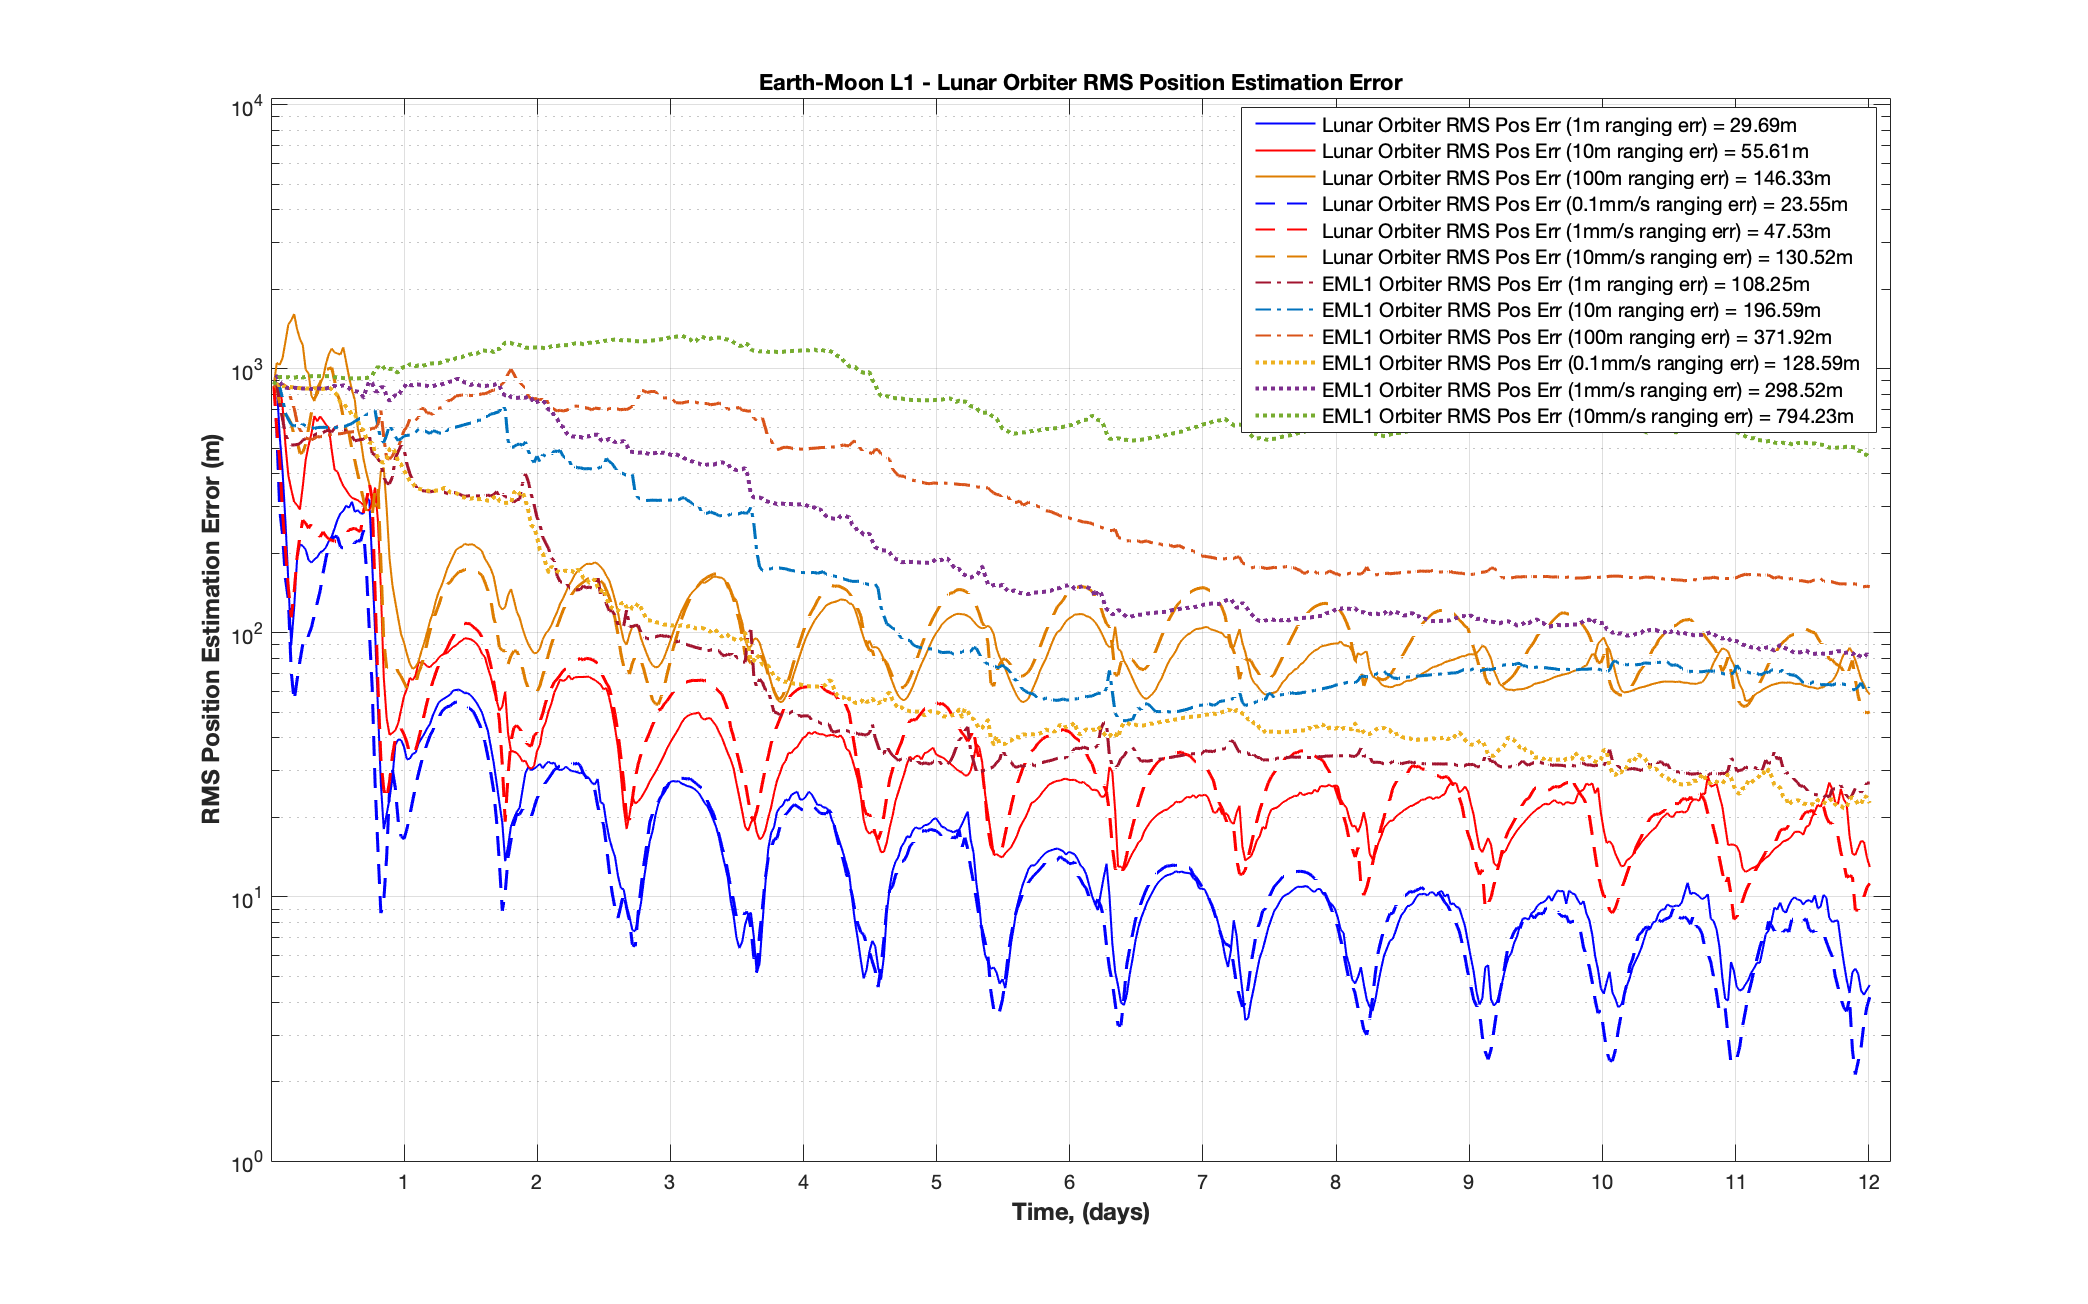 Earth-Moon L1 - Lunar Orbiter RMS Position Estimation Error
10^4
10^3
10^2
10^1
10^0
RMS Position Estimation Error (m)
Lunar Orbiter RMS Pos Err (1m ranging err) = 29.69m
Lunar Orbiter RMS Pos Err (10m ranging err) = 55.61m
Lunar Orbiter RMS Pos Err (100m ranging err) = 146.33m
Lunar Orbiter RMS Pos Err (0.1mm/s ranging err) = 23.55m
Lunar Orbiter RMS Pos Err (1mm/s ranging err) = 47.53m
Lunar Orbiter RMS Pos Err (10mm/s ranging err) = 130.52m
EML1 Orbiter RMS Pos Err (1m ranging err) = 108.25m
EML1 Orbiter RMS Pos Err (10m ranging err) = 196.59m
EML1 Orbiter RMS Pos Err (100m ranging err) = 371.92m
EML1 Orbiter RMS Pos Err (0.1mm/s ranging err) = 128.59m
EML1 Orbiter RMS Pos Err (1mm/s ranging err) = 298.52m
EML1 Orbiter RMS Pos Err (10mm/s ranging err) = 794.23m
1 2 3 4 5 6 7 8 9 10 11 12
Time, (days)